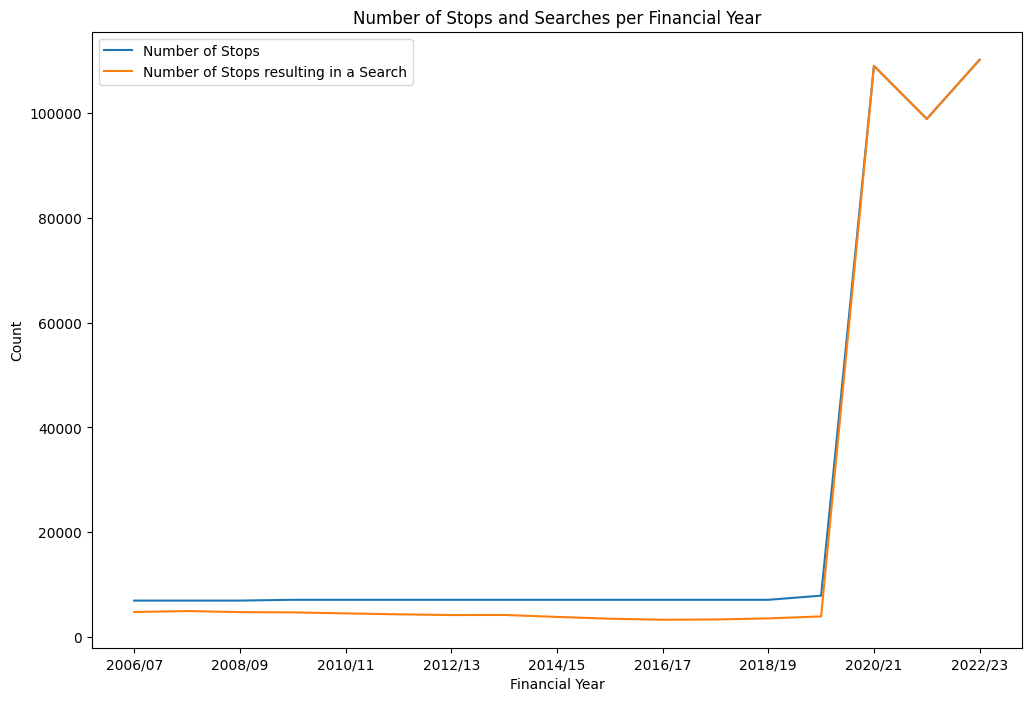 Number of Stops and Searches per Financial Year
Number of Stops
Number of Stops resulting in a Search
100000
80000
60000
40000
20000
0
Count
2006/07 2008/09 2010/11 2012/13 2014/15 2016/17 2018/19 2020/21 2022/23
Financial Year